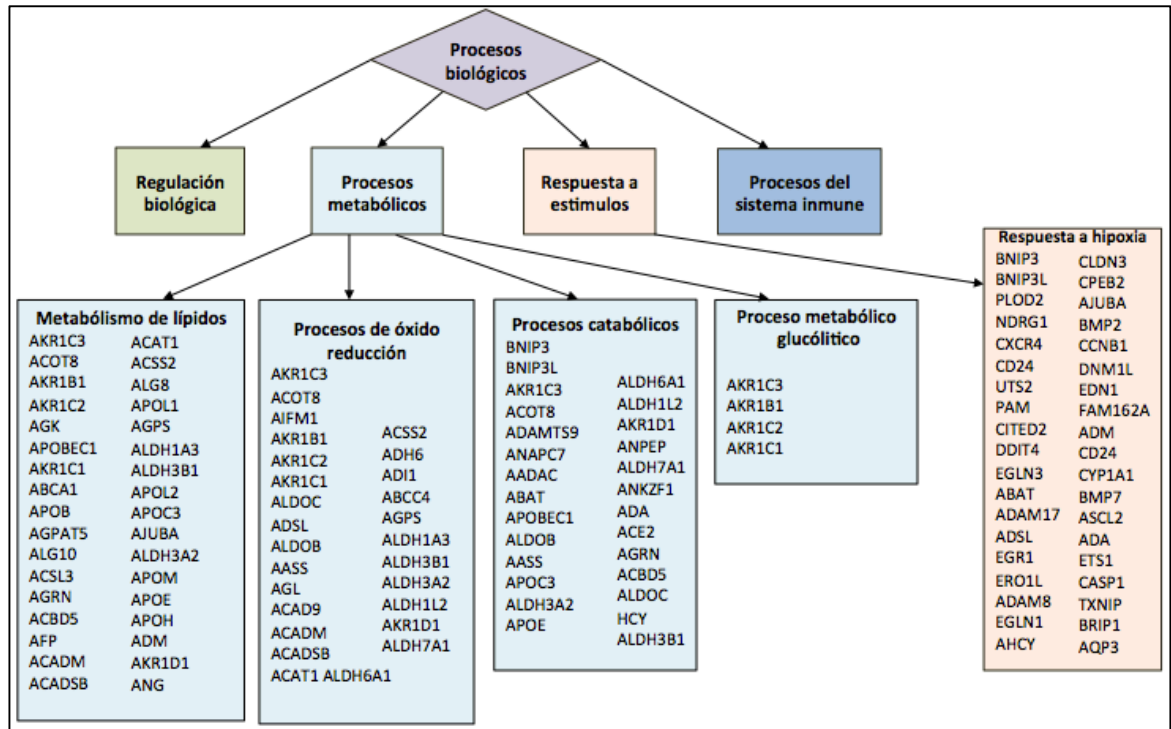 Procesos
biológicos
Regulación
biológica
Procesos
metabólicos
Respuesta a
estimulos
Procesos del
sistema inmune
Metabólismo de lípidos
AKR1C3
ACOT8
AKR1B1
AKR1C2
AGK
APOBEC1
AKR1C1
ABCA1
APOB
AGPAT5
ALG10
ACSL3
AGRN
ACBD5
AFP
ACADM
ACADSB
ACAT1
ACSS2
ALG8
APOL1
AGPS
ALDH1A3
ALDH3B1
APOL2
APOC3
AJUBA
ALDH3A2
APOM
APOE
APOH
ADM
AKR1D1
ANG
Procesos de óxido
reducción
AKR1C3
ACOT8
AIFM1
AKR1B1
AKR1C2
AKR1C1
ALDOC
ADSL
ALDOB
AASS
AGL
ACAD9
ACADM
ACADSB
ACAT1 ALDH6A1
ACSS2
ADH6
ADI1
ABCC4
AGPS
ALDH1A3
ALDH3B1
ALDH3A2
ALDH1L2
AKR1D1
ALDH7A1
Procesos catabólicos
BNIP3
BNIP3L
AKR1C3
ACOT8
ADAMTS9
ANAPC7
AADAC
ABAT
APOBEC1
ALDOB
AASS
APOC3
ALDH3A2
APOE
ALDH6A1
ALDH1L2
AKR1D1
ANPEP
ALDH7A1
ANKZF1
ADA
ACE2
AGRN
ACBD5
ALDOC
HCY
ALDH3B1
Proceso metabólico
glucólitico
AKR1C3
AKR1B1
AKR1C2
AKR1C1
Respuesta a hipoxia
BNIP3
BNIP3L
PLOD2
NDRG1
CXCR4
CD24
UTS2
PAM
CITED2
DDIT4
EGLN3
ABAT
ADAM17
ADSL
EGR1
ERO1L
ADAM8
EGLN1
AHCY
CLDN3
CPEB2
AJUBA
BMP2
CCNB1
DNM1L
EDN1
FAM162A
ADM
CD24
CYP1A1
BMP7
ASCL2
ADA
ETS1
CASP1
TXNIP
BRIP1
AQP3